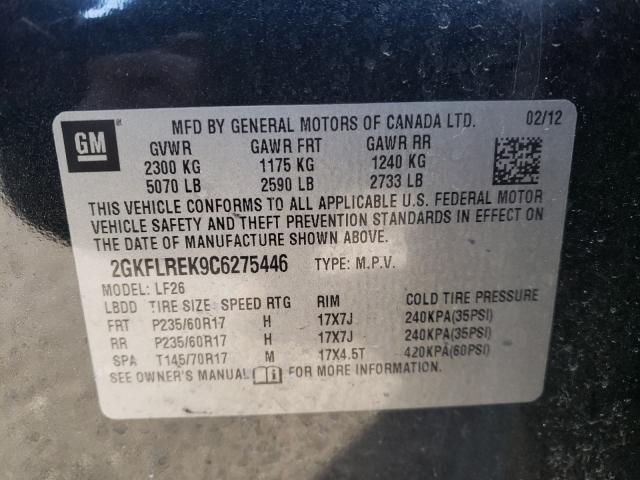 GM
MFD BY GENERAL MOTORS OF CANADA LTD. 02/12
GVWR GAWR FRT GAWR RR
2300 KG 1175 KG 1240 KG
5070 LB 2590 LB 2733 LB
THIS VEHICLE CONFORMS TO ALL APPLICABLE U.S. FEDERAL MOTOR
VEHICLE SAFETY AND THEFT PREVENTION STANDARDS IN EFFECT ON
THE DATE OF MANUFACTURE SHOWN ABOVE.
2GKFLREK9C6275446 TYPE: M.P.V.
MODEL: LF26
LBDD TIRE SIZE SPEED RTG RIM COLD TIRE PRESSURE
FRT P235/60R17 H 17X7J 240KPA(35PSI)
RR P235/60R17 H 17X7J 240KPA(35PSI)
SPA T145/70R17 M 17X4.5T 420KPA(60PSI)
SEE OWNER'S MANUAL FOR MORE INFORMATION.